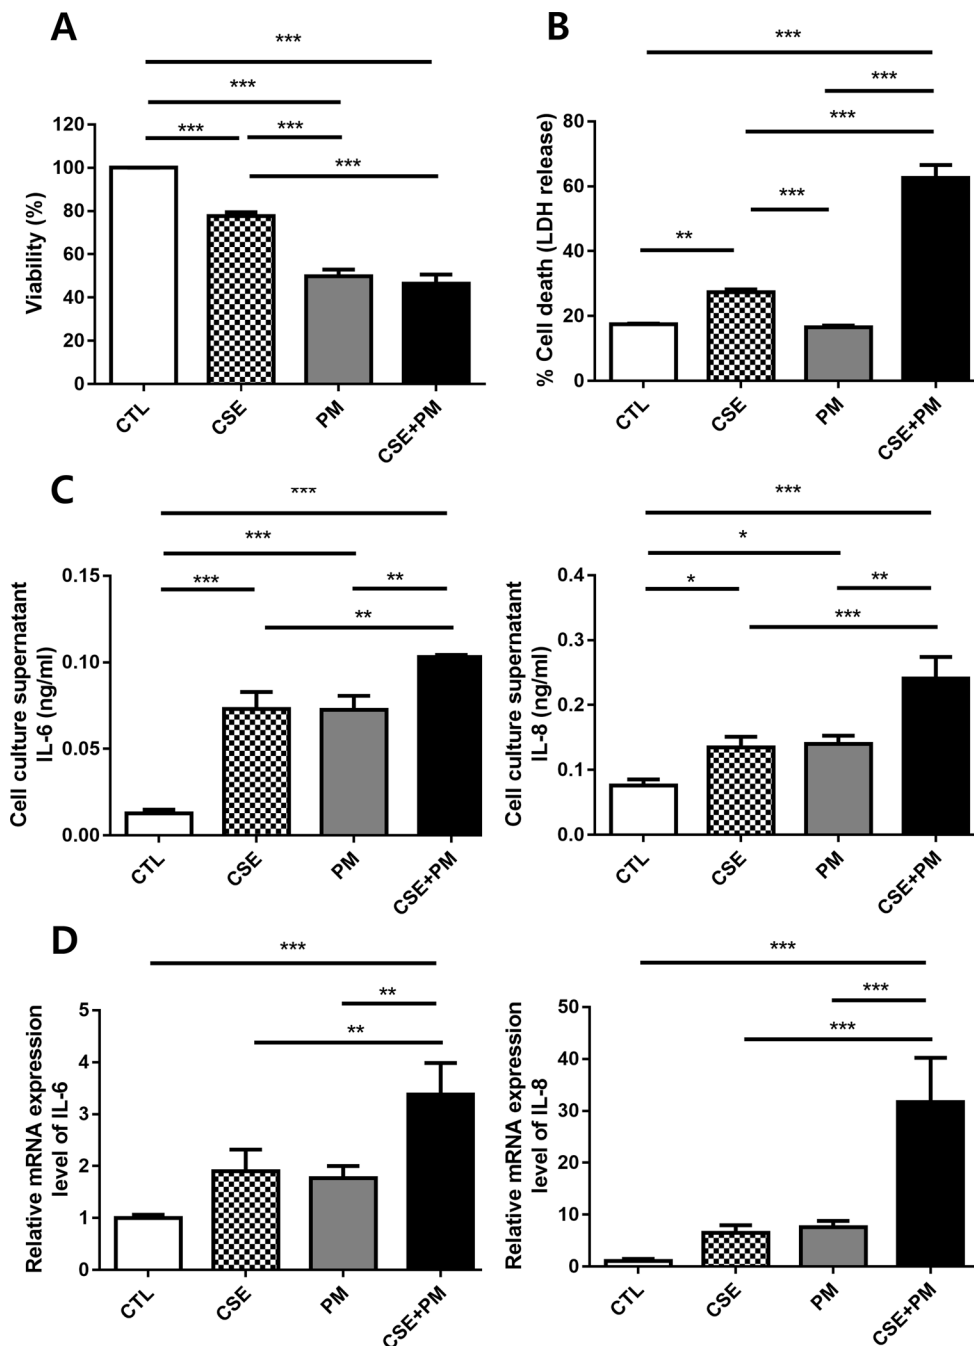 A
***
***
*** ***
***
Viability (%)
120
100
80
60
40
20
0
CTL
CSE
PM
CSE+PM
B
***
***
***
***
**
% Cell death (LDH release)
80
60
40
20
0
CTL
CSE
PM
CSE+PM
C
***
***
*** **
**
Cell culture supernatant
IL-6 (ng/ml)
0.15
0.10
0.05
0.00
CTL
CSE
PM
CSE+PM
***
*
* **
***
Cell culture supernatant
IL-8 (ng/ml)
0.4
0.3
0.2
0.1
0.0
CTL
CSE
PM
CSE+PM
D
***
**
**
Relative mRNA expression
level of IL-6
5
4
3
2
1
0
CTL
CSE
PM
CSE+PM
***
***
***
Relative mRNA expression
level of IL-8
50
40
30
20
10
0
CTL
CSE
PM
CSE+PM